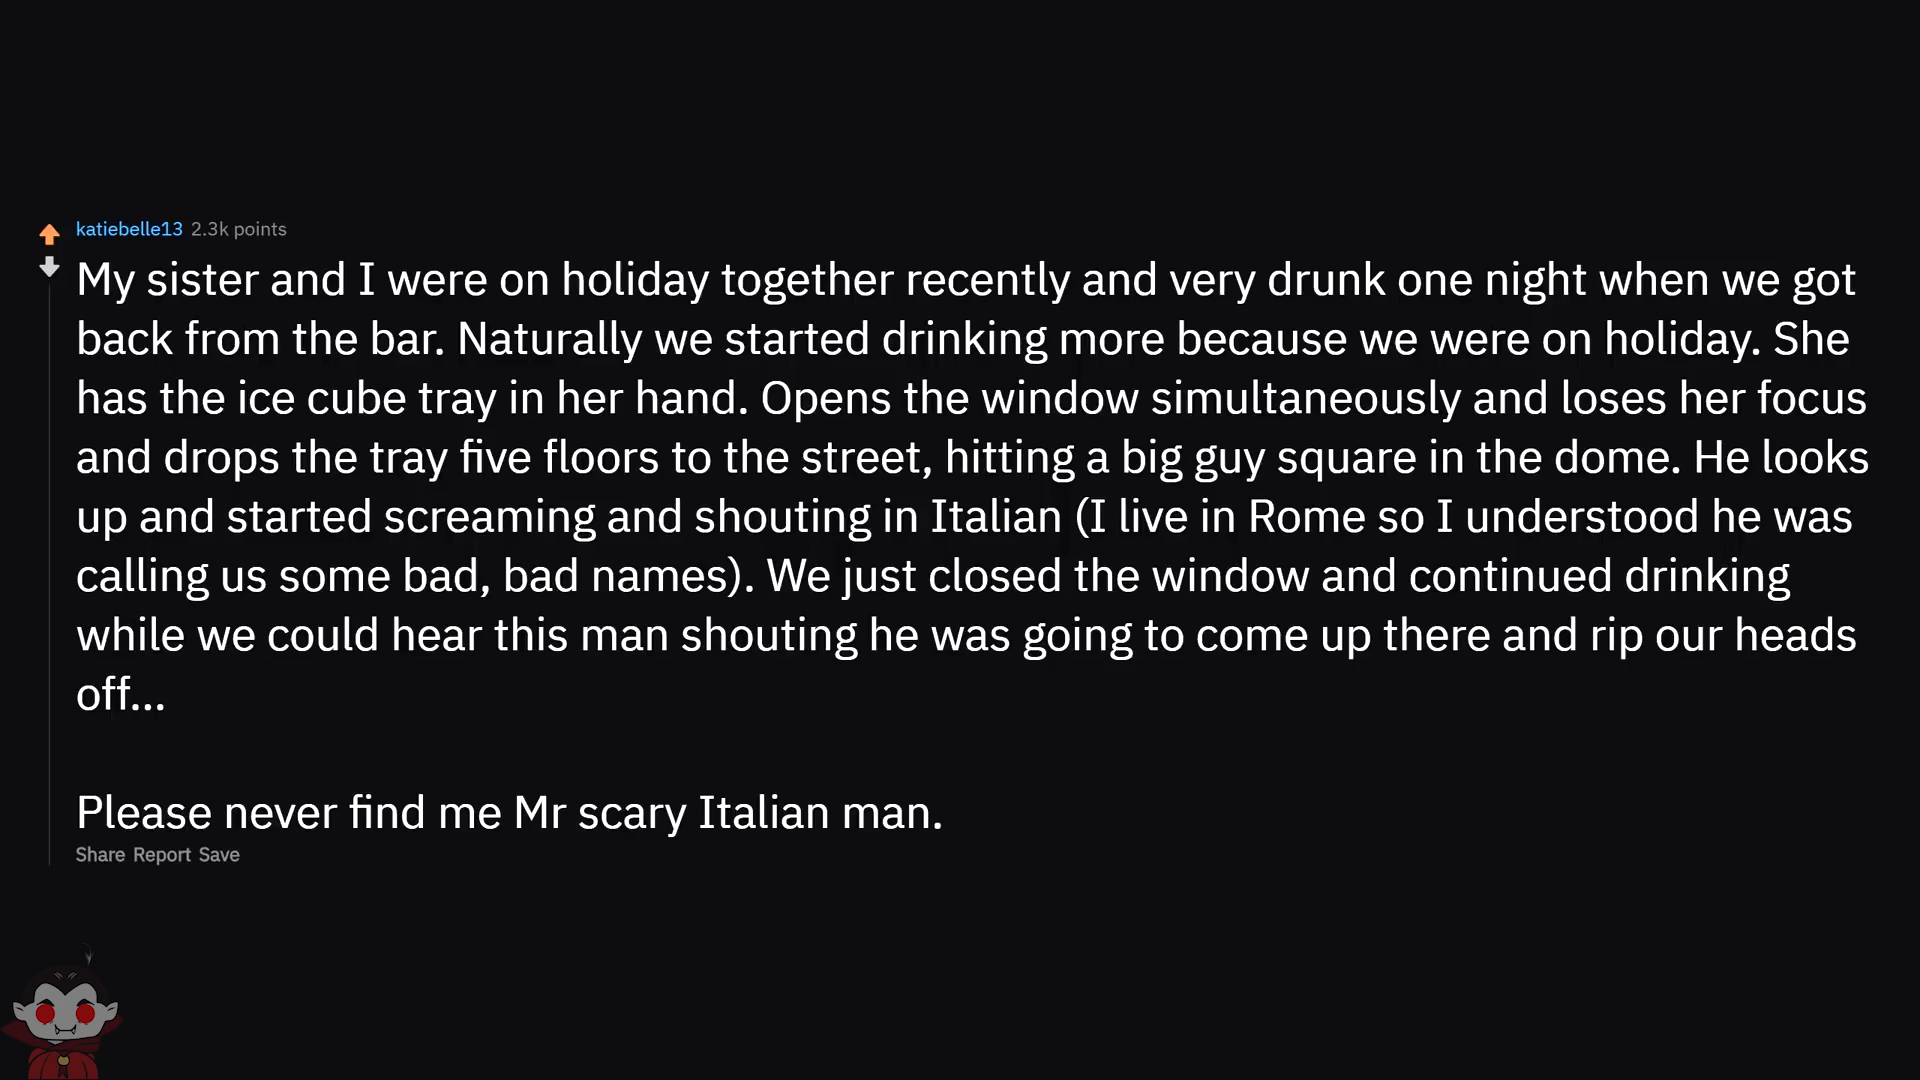 katiebelle13 2.3k points
My sister and I were on holiday together recently and very drunk one night when we got
back from the bar. Naturally we started drinking more because we were on holiday. She
has the ice cube tray in her hand. Opens the window simultaneously and loses her focus
and drops the tray five floors to the street, hitting a big guy square in the dome. He looks
up and started screaming and shouting in Italian (I live in Rome so I understood he was
calling us some bad, bad names). We just closed the window and continued drinking
while we could hear this man shouting he was going to come up there and rip our heads
off...
Please never find me Mr scary Italian man.
Share Report Save